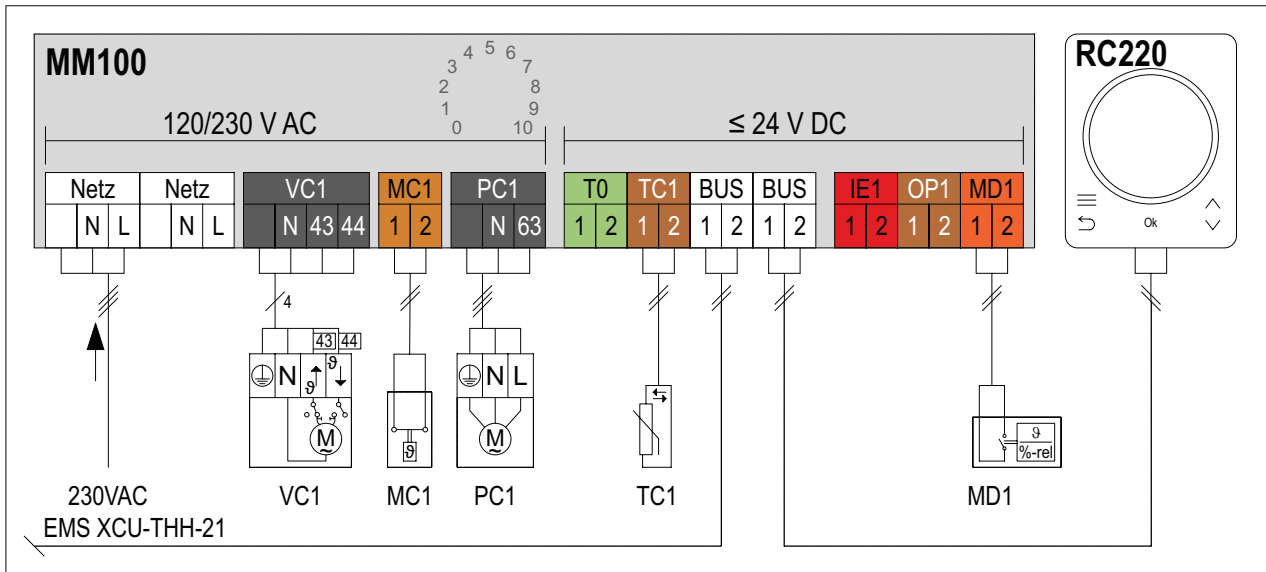 MM100
RC220
0 1 2 3 4 5 6 7 8 9 10
120/230 V AC
≤ 24 V DC
Netz Netz VC1 MC1 PC1 T0 TC1 BUS BUS IE1 OP1 MD1
N L N L N 43 44 1 2 N 63 1 2 1 2 1 2 1 2 1 2 1 2 1 2
Ok
4
43 44
N ϑ ϑ
N L
M
~
ϑ
M
~
ϑ
%-rel
230VAC
VC1 MC1 PC1 TC1 MD1
EMS XCU-THH-21